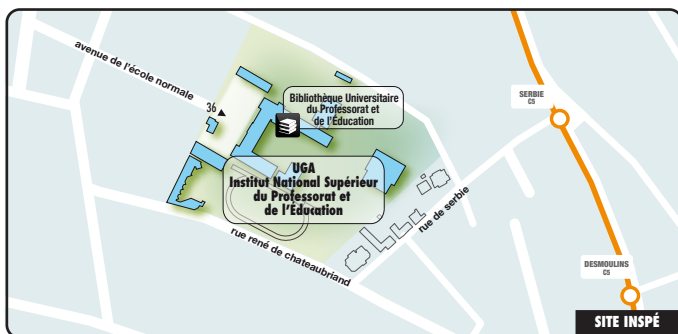 avenue de l'école normale
36
Bibliothèque Universitaire
du Professorat et
de l'Éducation
SERBIE
C5
UGA
Institut National Supérieur
du Professorat et
de l'Éducation
rue de serbie
rue rené de chateaubriand
DESMOULINS
C5
SITE INSPÉ